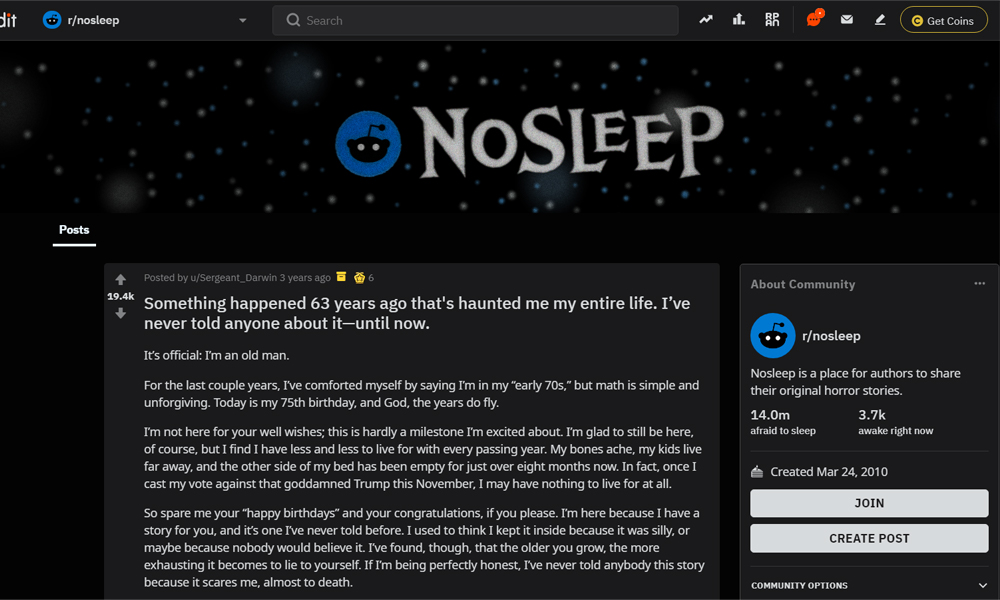 dit
r/nosleep
Search
RPAN
Get Coins
NoSleep
Posts
Posted by u/Sergeant_Darwin 3 years ago 6
19.4k
Something happened 63 years ago that's haunted me my entire life. I’ve
never told anyone about it—until now.
It’s official: I’m an old man.
For the last couple years, I’ve comforted myself by saying I’m in my “early 70s,” but math is simple and
unforgiving. Today is my 75th birthday, and God, the years do fly.
I’m not here for your well wishes; this is hardly a milestone I’m excited about. I’m glad to still be here,
of course, but I find I have less and less to live for with every passing year. My bones ache, my kids live
far away, and the other side of my bed has been empty for just over eight months now. In fact, once I
cast my vote against that goddamned Trump this November, I may have nothing to live for at all.
So spare me your “happy birthdays” and your congratulations, if you please. I’m here because I have a
story for you, and it’s one I’ve never told before. I used to think I kept it inside because it was silly, or
maybe because nobody would believe it. I’ve found, though, that the older you grow, the more
exhausting it becomes to lie to yourself. If I’m being perfectly honest, I’ve never told anybody this story
because it scares me, almost to death.
About Community
r/nosleep
Nosleep is a place for authors to share
their original horror stories.
14.0m 3.7k
afraid to sleep awake right now
Created Mar 24, 2010
JOIN
CREATE POST
COMMUNITY OPTIONS